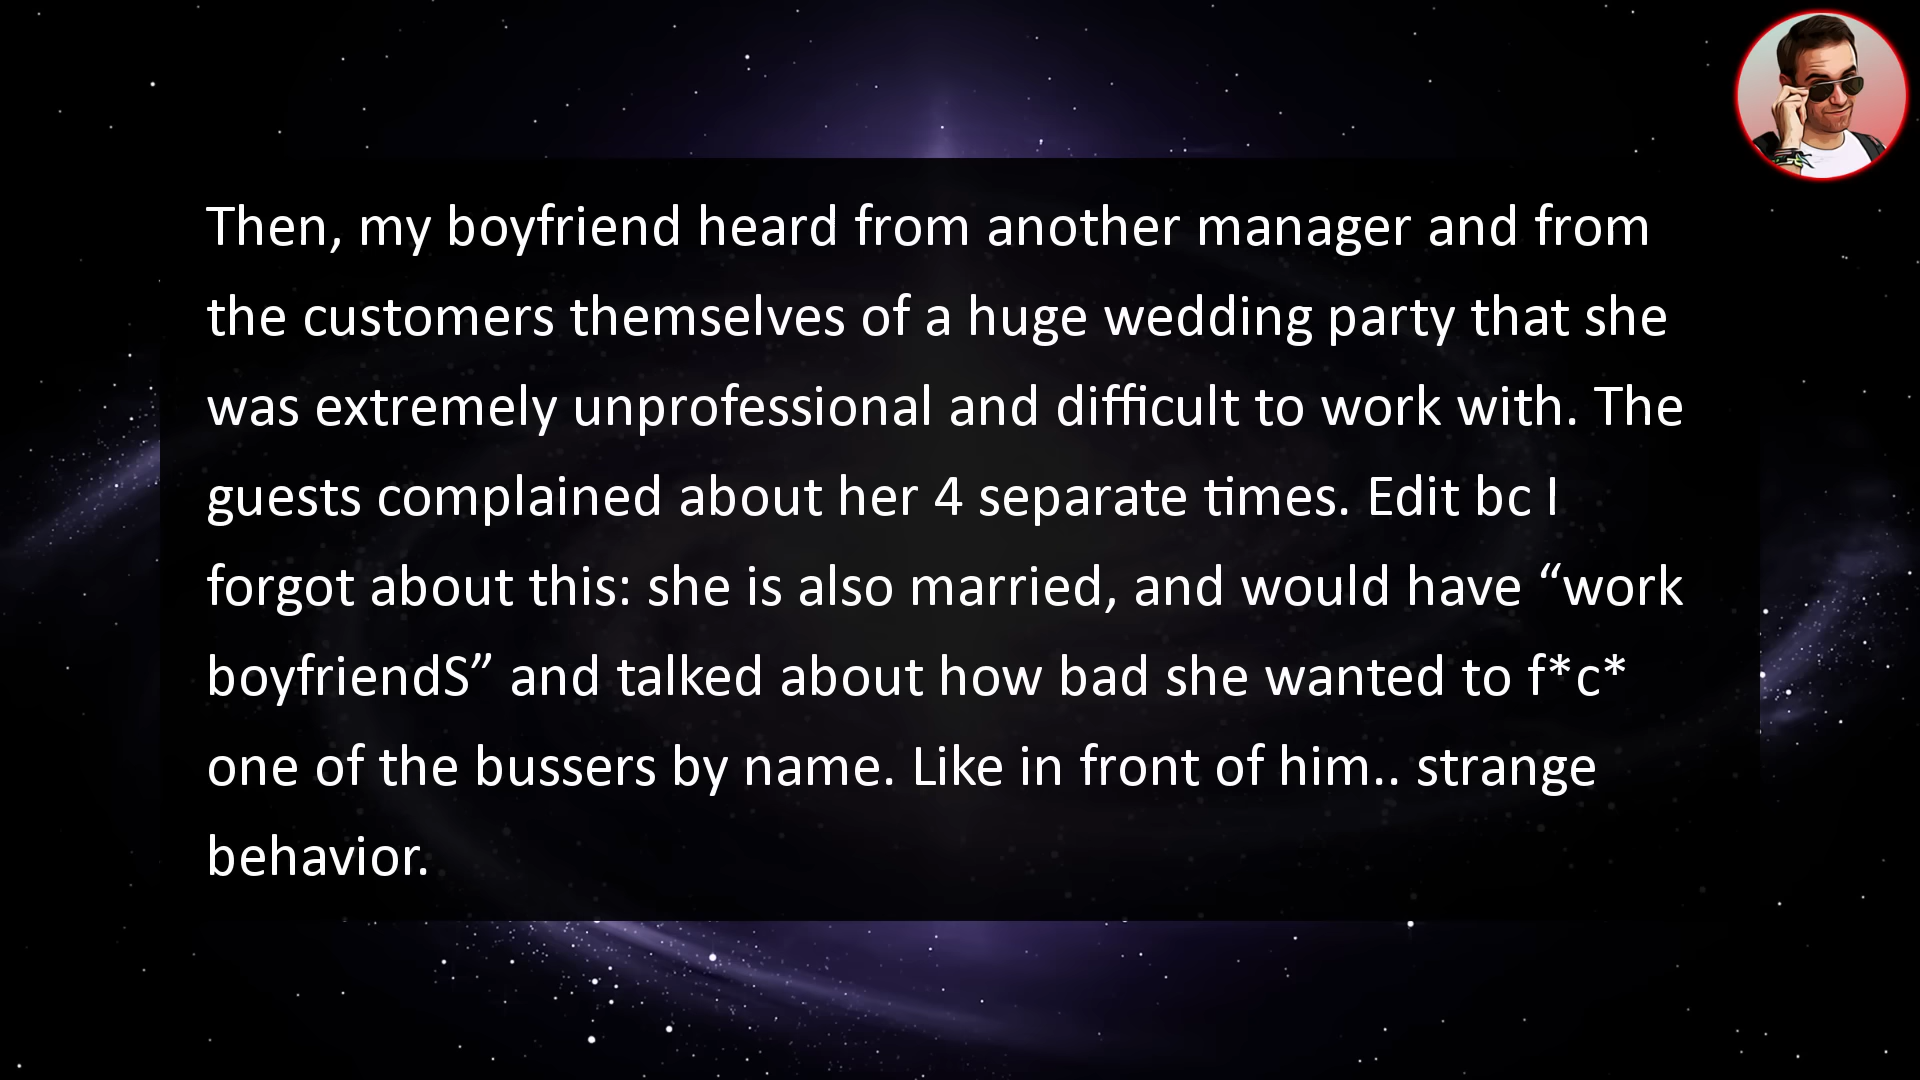 Then, my boyfriend heard from another manager and from
the customers themselves of a huge wedding party that she
was extremely unprofessional and difficult to work with. The
guests complained about her 4 separate times. Edit bc I
forgot about this: she is also married, and would have “work
boyfriendS” and talked about how bad she wanted to f*c*
one of the bussers by name. Like in front of him.. strange
behavior.